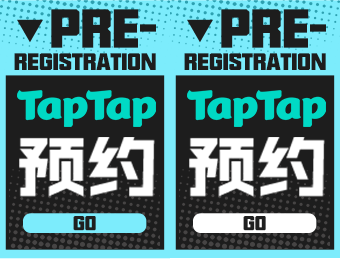 ▼PRE-
REGISTRATION
TapTap
预约
GO
▼PRE-
REGISTRATION
TapTap
预约
GO